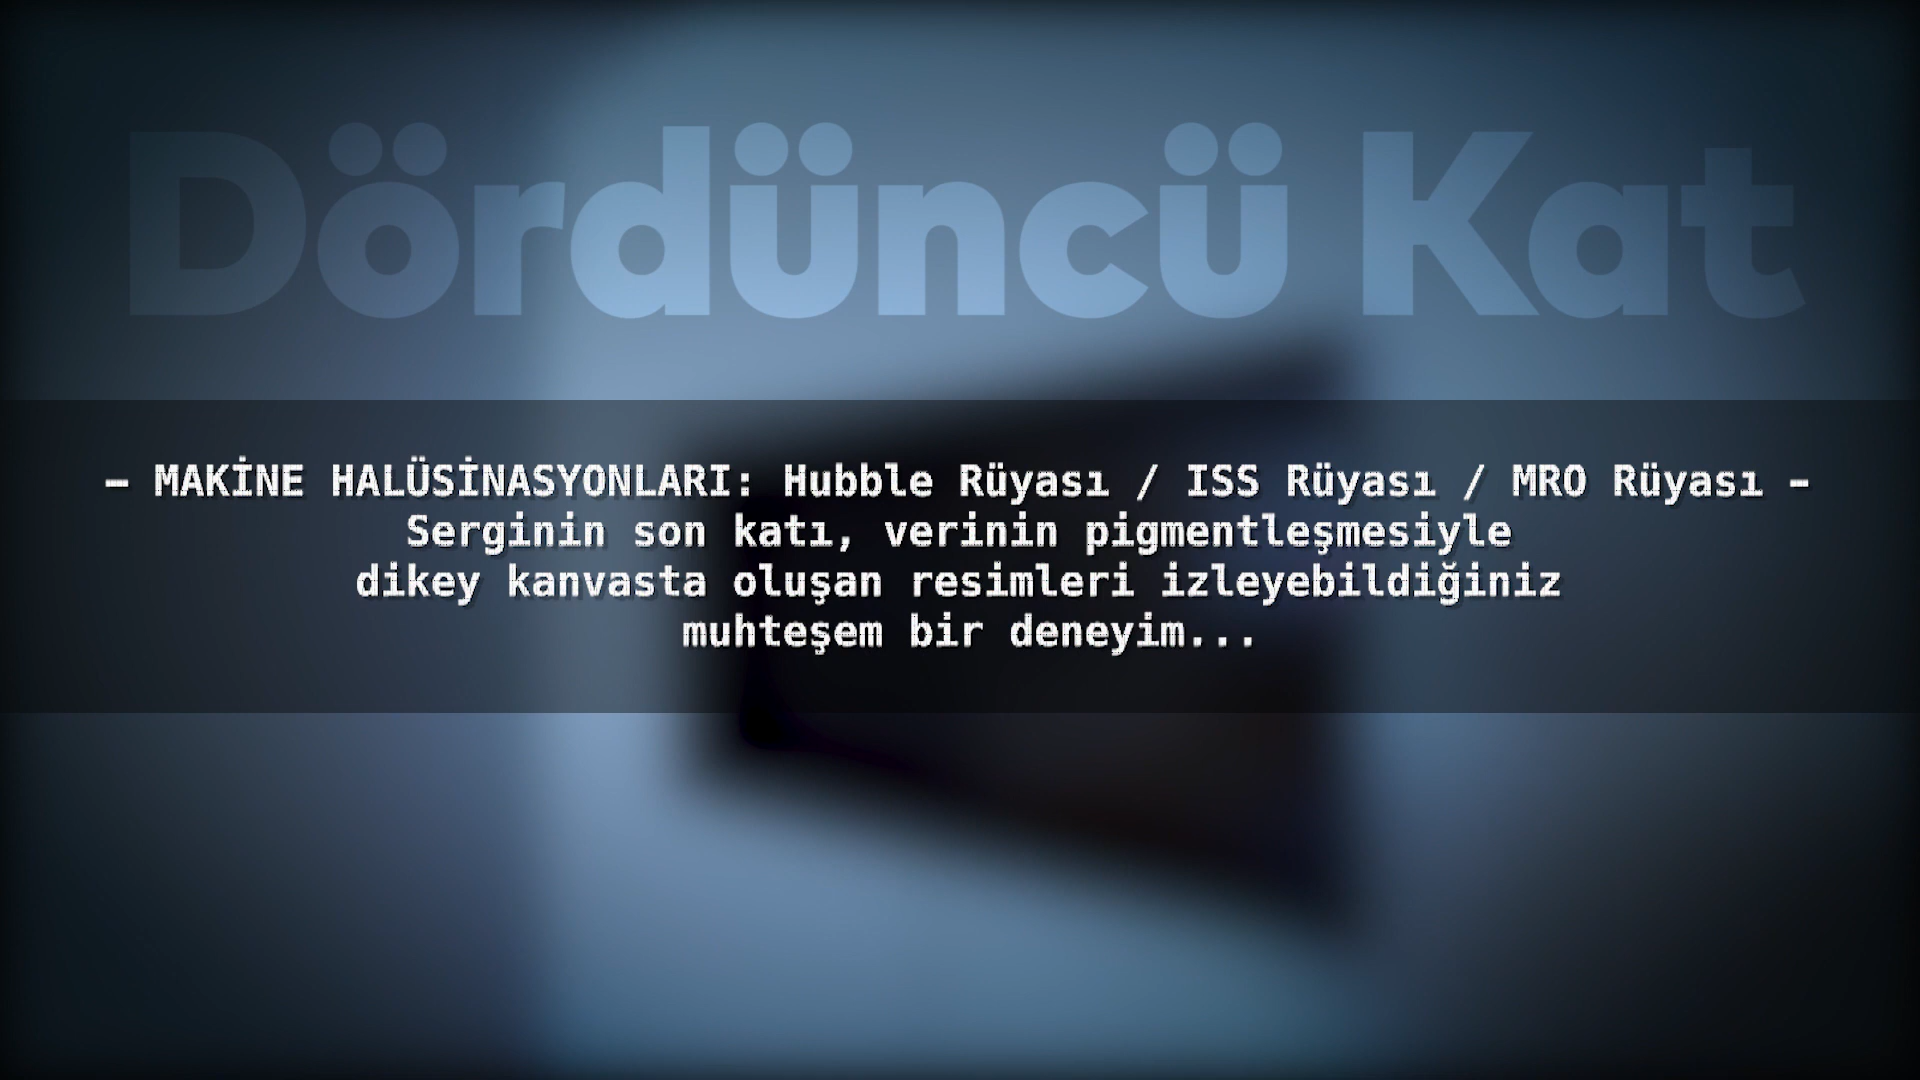 Dördüncü Kat
- MAKİNE HALÜSİNASYONLARI: Hubble Rüyası / ISS Rüyası / MRO Rüyası -
Serginin son katı, verinin pigmentleşmesiyle
dikey kanvasta oluşan resimleri izleyebildiğiniz
muhteşem bir deneyim...